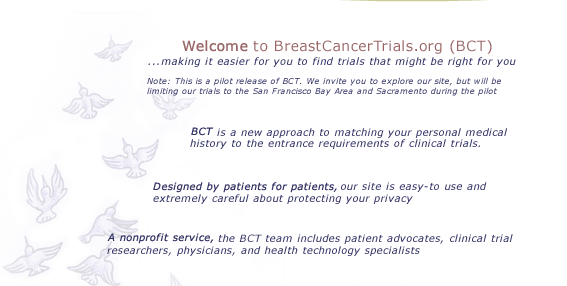 Welcome to BreastCancerTrials.org (BCT)
...making it easier for you to find trials that might be right for you
Note: This is a pilot release of BCT. We invite you to explore our site, but will be
limiting our trials to the San Francisco Bay Area and Sacramento during the pilot
BCT is a new approach to matching your personal medical
history to the entrance requirements of clinical trials.
Designed by patients for patients, our site is easy-to use and
extremely careful about protecting your privacy
A nonprofit service, the BCT team includes patient advocates, clinical trial
researchers, physicians, and health technology specialists